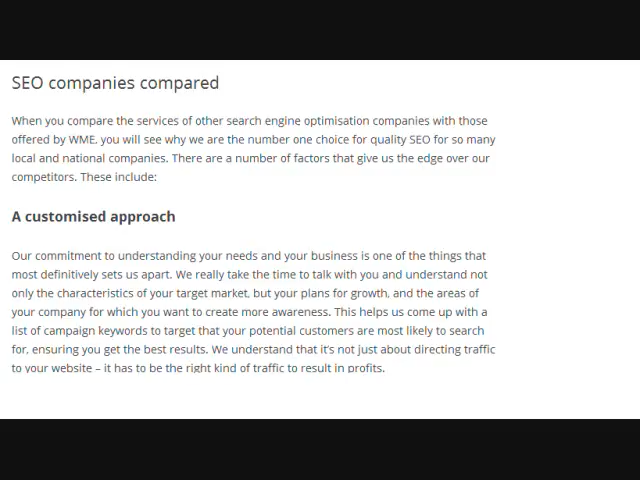 SEO companies compared
When you compare the services of other search engine optimisation companies with those
offered by WME, you will see why we are the number one choice for quality SEO for so many
local and national companies. There are a number of factors that give us the edge over our
competitors. These include:
A customised approach
Our commitment to understanding your needs and your business is one of the things that
most definitively sets us apart. We really take the time to talk with you and understand not
only the characteristics of your target market, but your plans for growth, and the areas of
your company for which you want to create more awareness. This helps us come up with a
list of campaign keywords to target that your potential customers are most likely to search
for, ensuring you get the best results. We understand that it's not just about directing traffic
to your website – it has to be the right kind of traffic to result in profits.